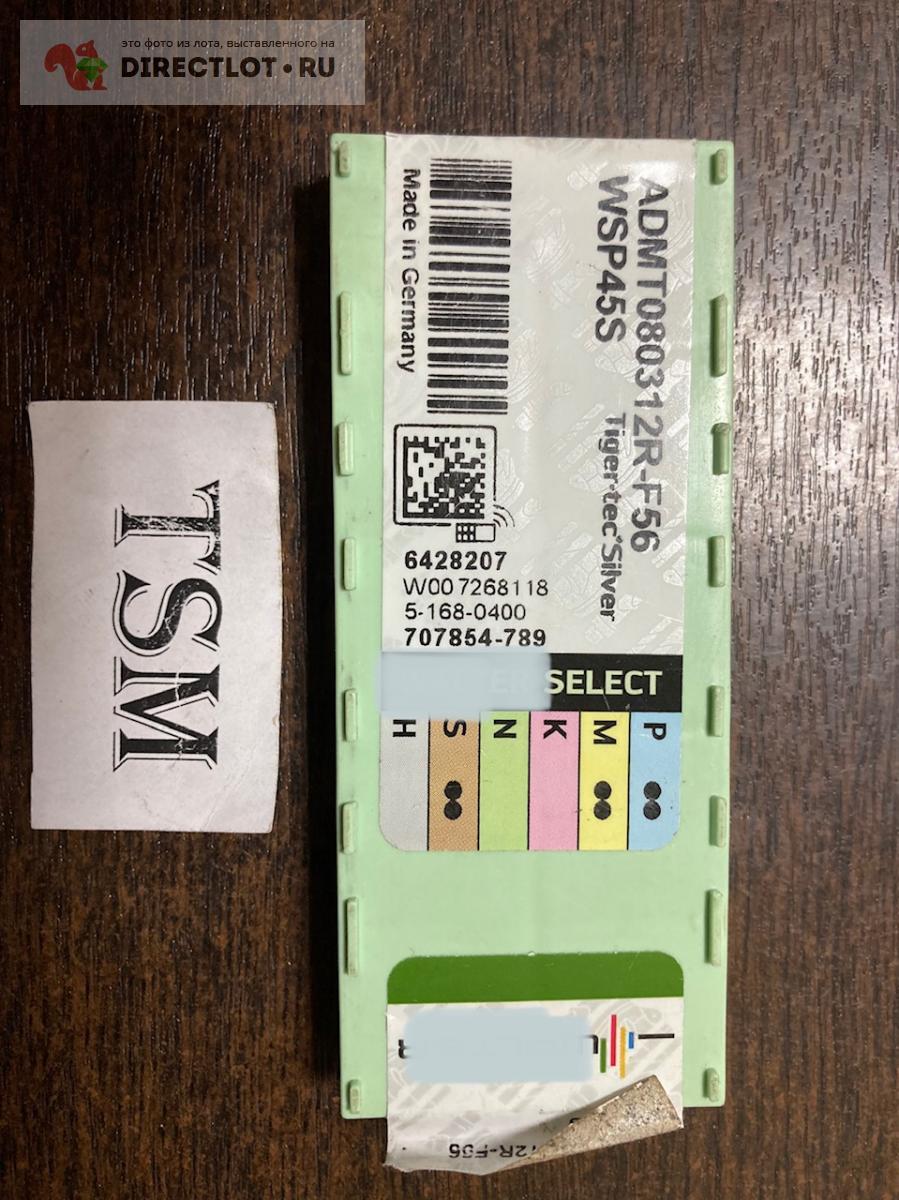 это фото из лота, выставленного на
DIRECTLOT.RU
ADMT080312R-F56
WSP45S
Tiger·tec®Silver
Made in Germany
6428207
W00 7268118
5-168-0400
707854-789
SELECT
P
M
K
N
S
H
TSM